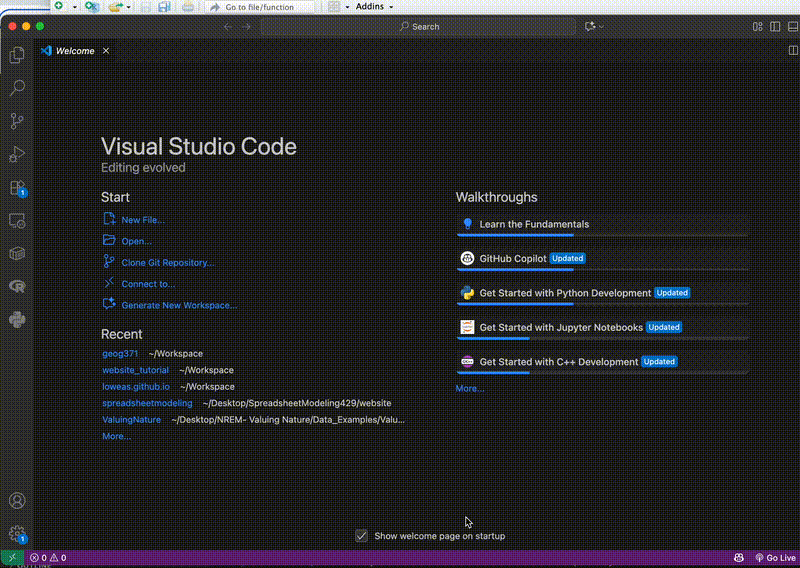 Go to file/function
Addins
Search
Welcome
Visual Studio Code
Editing evolved
Start
New File...
Open...
Clone Git Repository...
Connect to...
Generate New Workspace...
Recent
geog371 ~/Workspace
website_tutorial ~/Workspace
loweas.github.io ~/Workspace
spreadsheetmodeling ~/Desktop/SpreadsheetModeling429/website
ValuingNature ~/Desktop/NREM- Valuing Nature/Data_Examples/Valu...
More...
Walkthroughs
Learn the Fundamentals
GitHub Copilot Updated
Get Started with Python Development Updated
Get Started with Jupyter Notebooks Updated
Get Started with C++ Development Updated
More...
1
1
Show welcome page on startup
0 0
Go Live